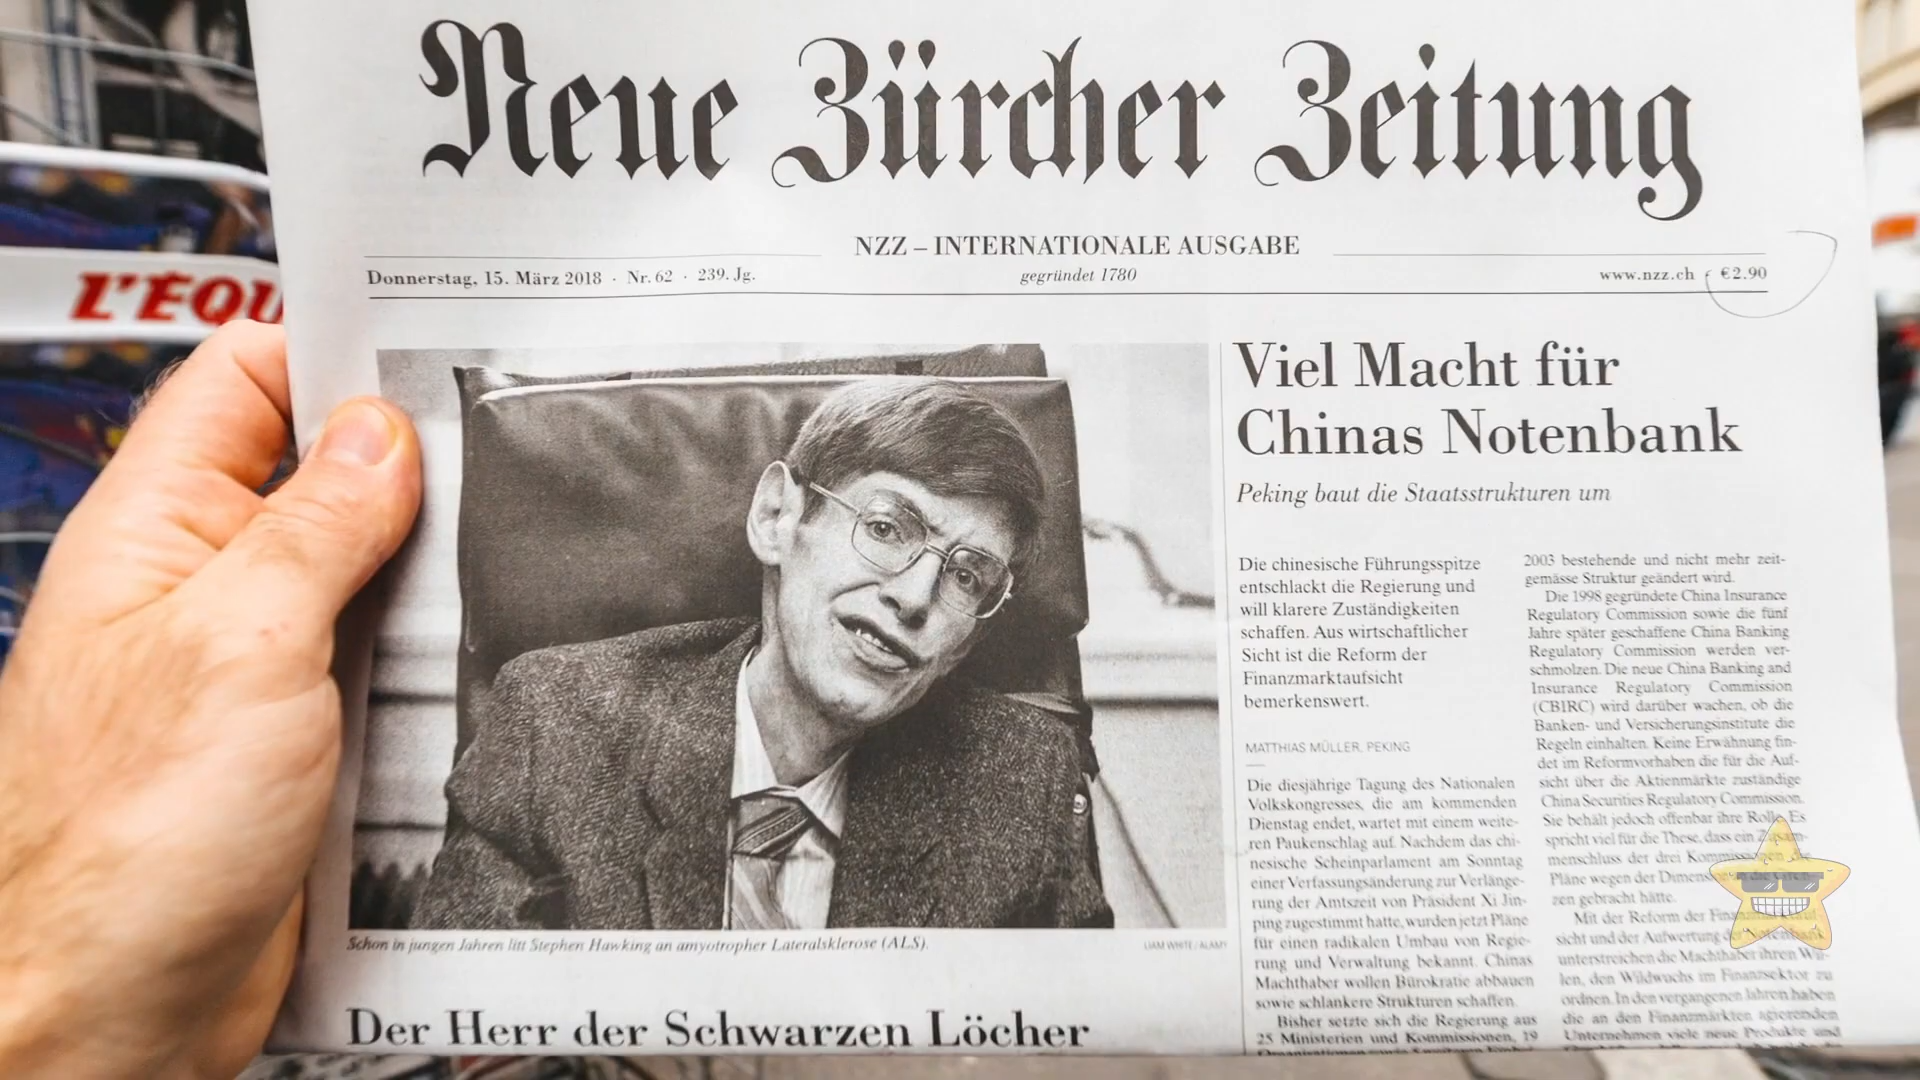 Neue Zürcher Zeitung
NZZ – INTERNATIONALE AUSGABE
Donnerstag, 15. März 2018 · Nr. 62 · 239. Jg.
gegründet 1780
www.nzz.ch
€2.90
L'ÉQU
Schon in jungen Jahren litt Stephen Hawking an amyotropher Lateralsklerose (ALS).
LIAM WHITE / ALAMY
Der Herr der Schwarzen Löcher
Viel Macht für
Chinas Notenbank
Peking baut die Staatsstrukturen um
Die chinesische Führungsspitze
entschlackt die Regierung und
will klarere Zuständigkeiten
schaffen. Aus wirtschaftlicher
Sicht ist die Reform der
Finanzmarktaufsicht
bemerkenswert.
MATTHIAS MÜLLER, PEKING
Die diesjährige Tagung des Nationalen
Volkskongresses, die am kommenden
Dienstag endet, wartet mit einem weite-
ren Paukenschlag auf. Nachdem das chi-
nesische Scheinparlament am Sonntag
einer Verfassungsänderung zur Verlänge-
rung der Amtszeit von Präsident Xi Jin-
ping zugestimmt hatte, wurden jetzt Pläne
für einen radikalen Umbau von Regie-
rung und Verwaltung bekannt. Chinas
Machthaber wollen Bürokratie abbauen
sowie schlankere Strukturen schaffen.
Bisher setzte sich die Regierung aus
25 Ministerien und Kommissionen, 19
2003 bestehende und nicht mehr zeit-
gemässe Struktur geändert wird.
Die 1998 gegründete China Insurance
Regulatory Commission sowie die fünf
Jahre später geschaffene China Banking
Regulatory Commission werden ver-
schmolzen. Die neue China Banking and
Insurance Regulatory Commission
(CBIRC) wird darüber wachen, ob die
Banken- und Versicherungsinstitute die
Regeln einhalten. Keine Erwähnung fin-
det im Reformvorhaben die für die Auf-
sicht über die Aktienmärkte zuständige
China Securities Regulatory Commission.
Sie behält jedoch offenbar ihre Rolle. Es
spricht viel für die These, dass ein Zusam-
menschluss der drei Kommissionen die
Pläne wegen der Dimension
zen gebracht hätte.
Mit der Reform der
sicht und der Aufwertung der Notenbank
unterstreichen die Machthaber ihren Wil-
len, den Wildwuchs im Finanzsektor zu
ordnen. In den vergangenen Jahren haben
die an den Finanzmärkten agierenden
Unternehmen viele neue Produkte und